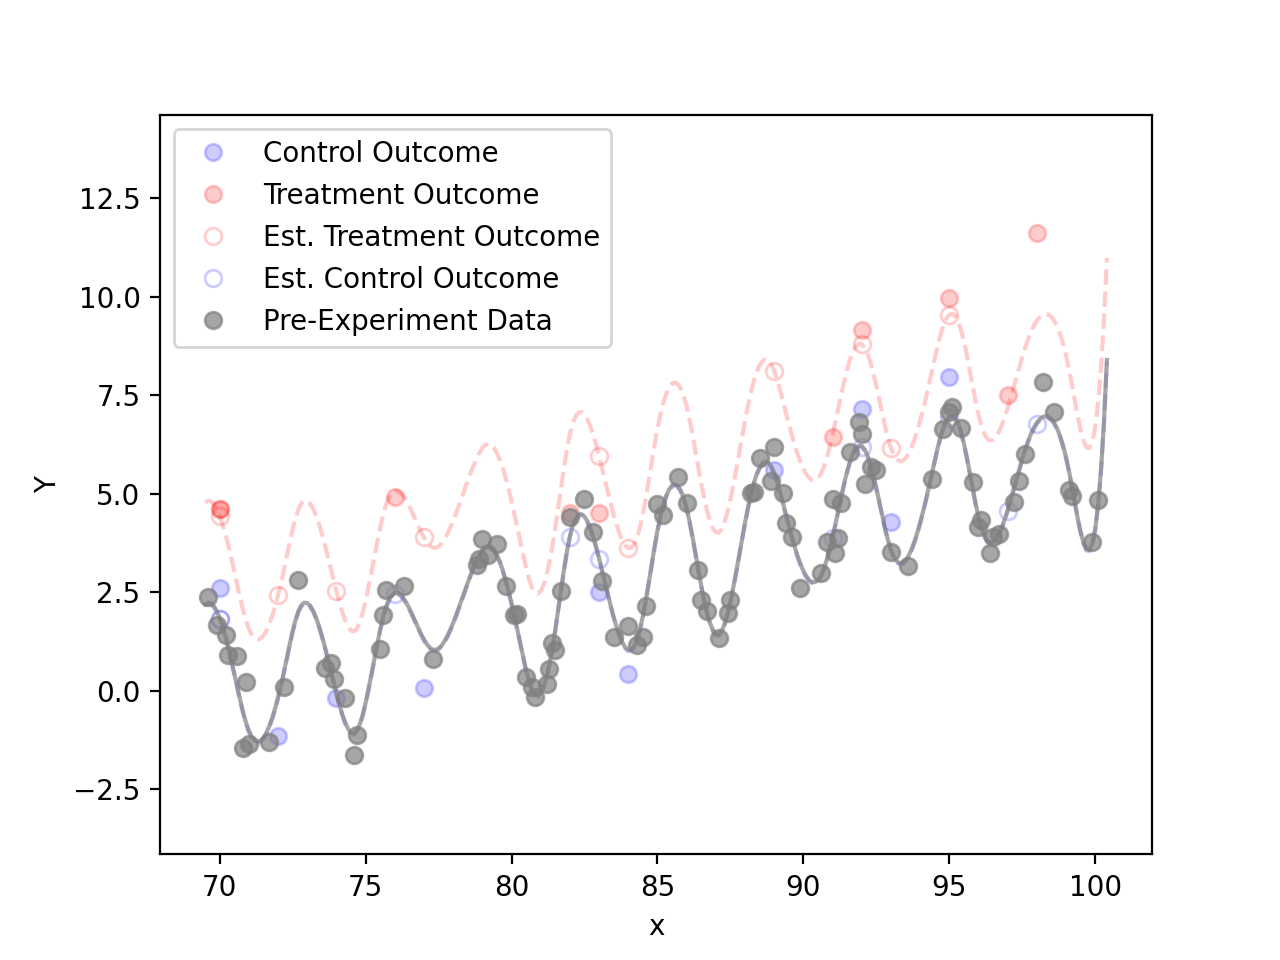 Control Outcome
Treatment Outcome
Est. Treatment Outcome
Est. Control Outcome
Pre-Experiment Data
12.5
10.0
7.5
5.0
2.5
0.0
−2.5
Y
70 75 80 85 90 95 100
x